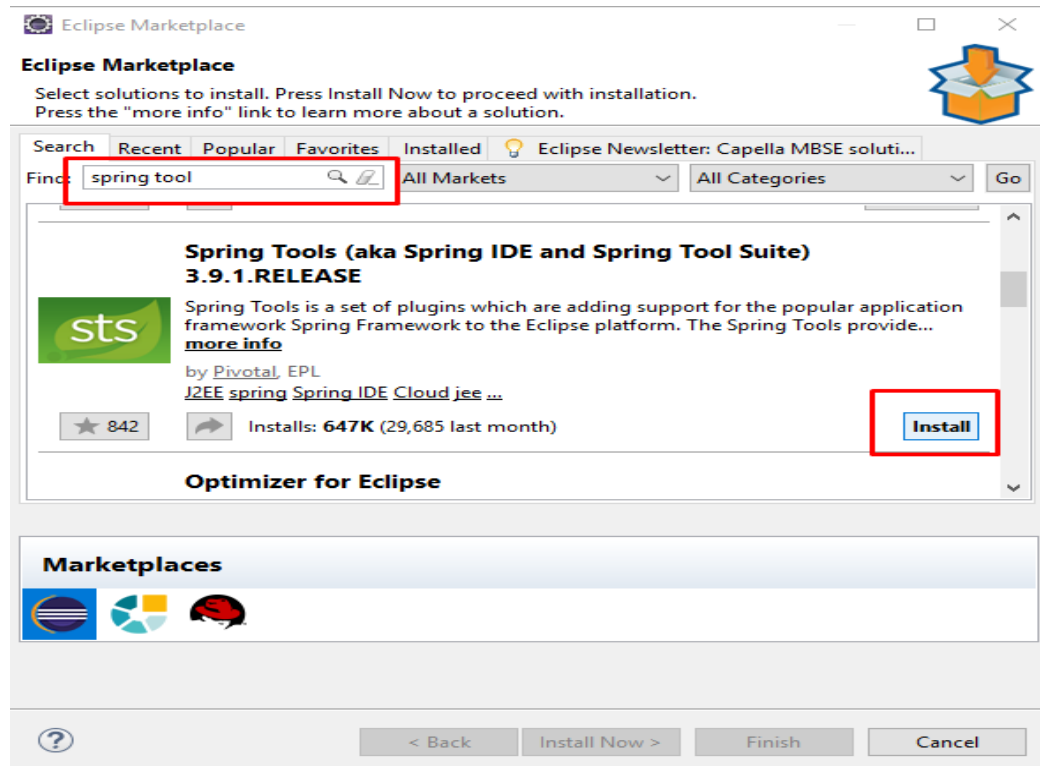 Eclipse Marketplace
Eclipse Marketplace
Select solutions to install. Press Install Now to proceed with installation.
Press the "more info" link to learn more about a solution.
Search Recent Popular Favorites Installed Eclipse Newsletter: Capella MBSE soluti...
Find: spring tool All Markets All Categories Go
Spring Tools (aka Spring IDE and Spring Tool Suite)
3.9.1.RELEASE
sts
Spring Tools is a set of plugins which are adding support for the popular application
framework Spring Framework to the Eclipse platform. The Spring Tools provide...
more info
by Pivotal, EPL
J2EE spring Spring IDE Cloud jee ...
842 Installs: 647K (29,685 last month) Install
Optimizer for Eclipse
Marketplaces
? < Back Install Now > Finish Cancel